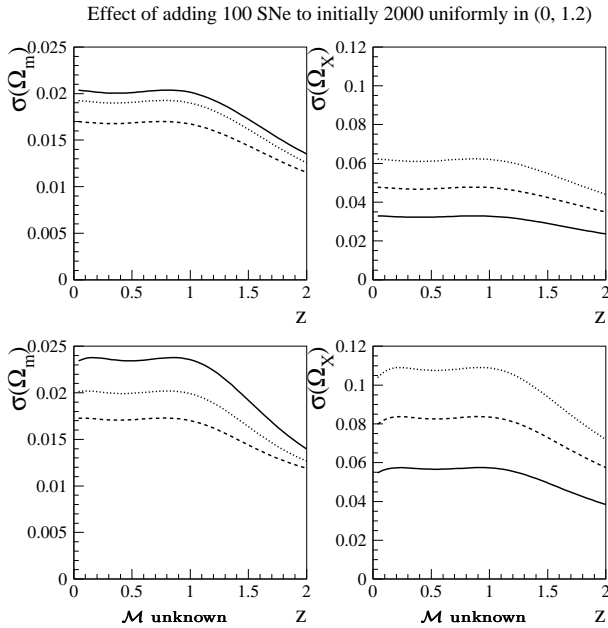 Effect of adding 100 SNe to initially 2000 uniformly in (0, 1.2)
σ(Ωm)
0.025
0.02
0.015
0.01
0.005
0
0 0.5 1 1.5 2
z
σ(ΩX)
0.12
0.1
0.08
0.06
0.04
0.02
0
0 0.5 1 1.5 2
z
σ(Ωm)
0.025
0.02
0.015
0.01
0.005
0
0 0.5 1 1.5 2
ℳ unknown z
σ(ΩX)
0.12
0.1
0.08
0.06
0.04
0.02
0
0 0.5 1 1.5 2
ℳ unknown z